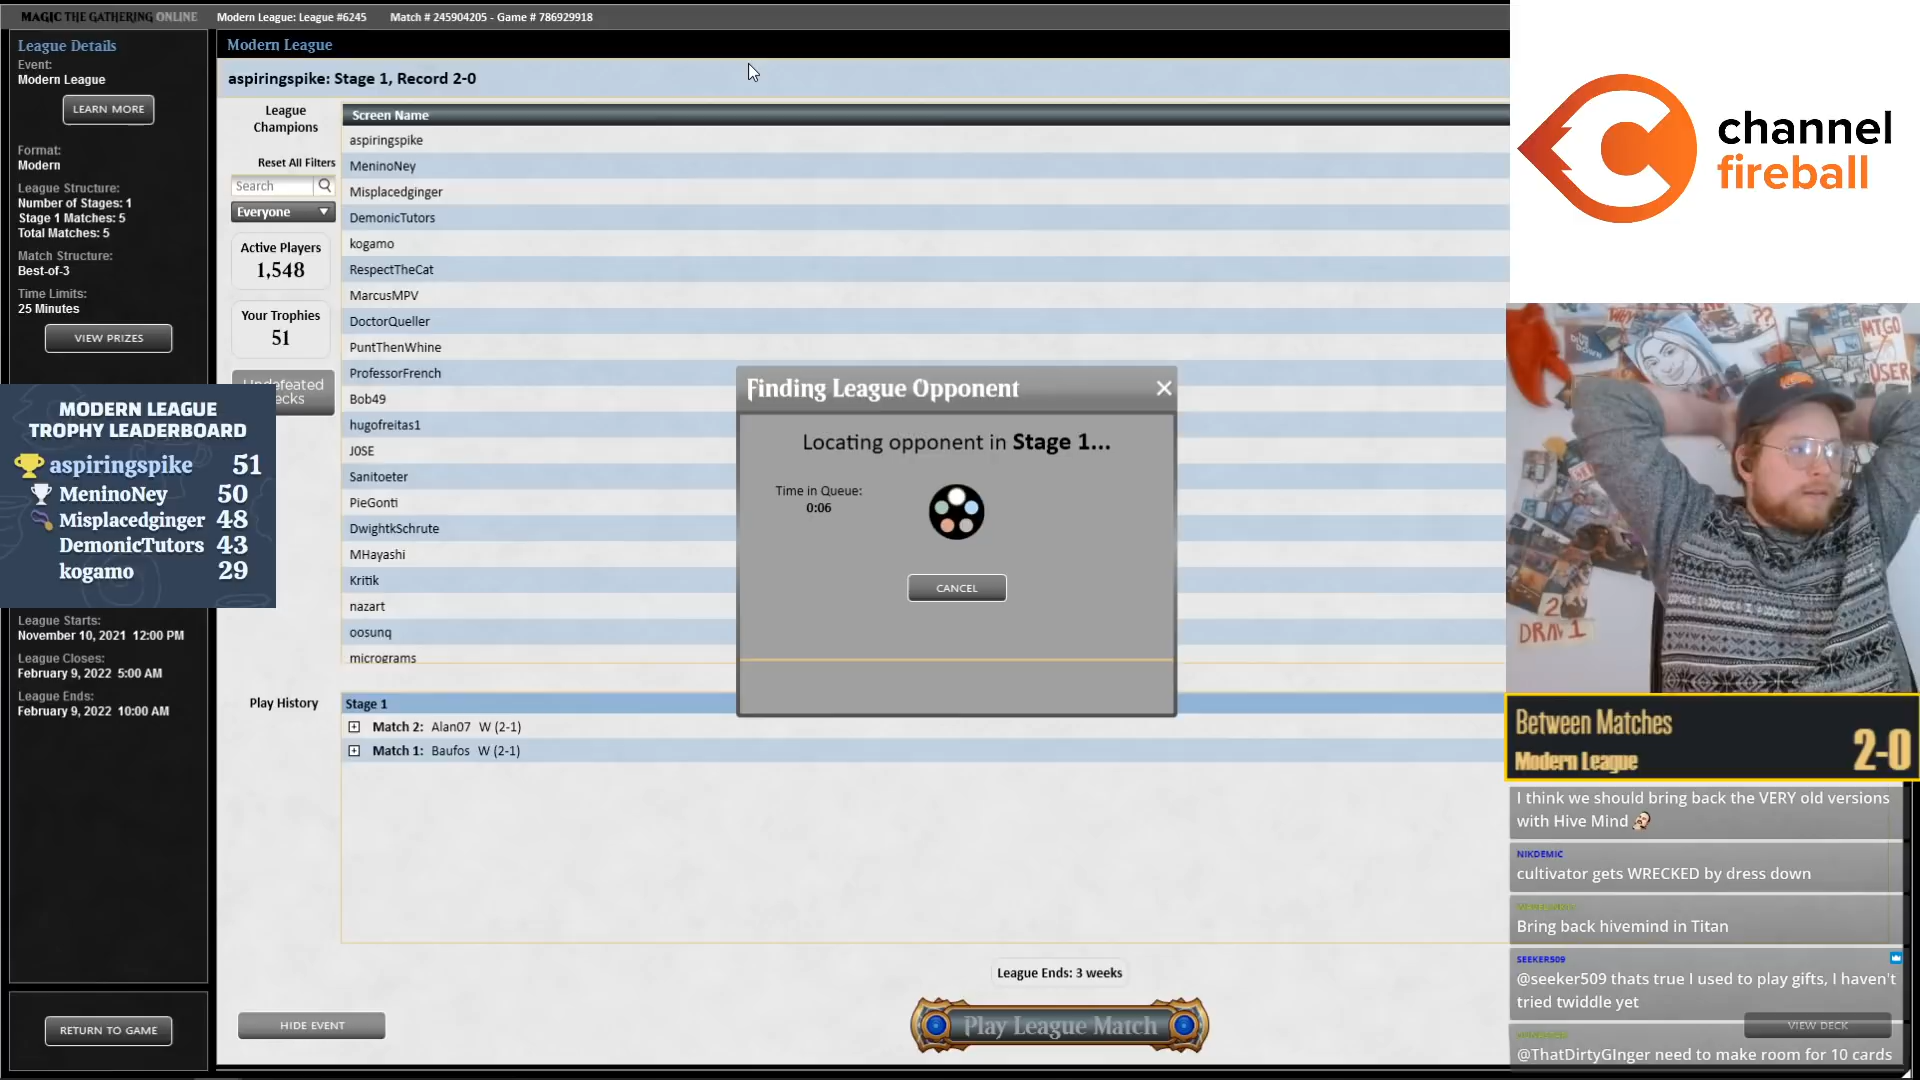 MAGIC THE GATHERING ONLINE
Modern League: League #6245
Match # 245904205 - Game # 786929918
League Details
Event:
Modern League
LEARN MORE
Format:
Modern
League Structure:
Number of Stages: 1
Stage 1 Matches: 5
Total Matches: 5
Match Structure:
Best-of-3
Time Limits:
25 Minutes
VIEW PRIZES
MODERN LEAGUE
TROPHY LEADERBOARD
aspiringspike 51
MeninoNey 50
Misplacedginger 48
DemonicTutors 43
kogamo 29
League Starts:
November 10, 2021 12:00 PM
League Closes:
February 9, 2022 5:00 AM
League Ends:
February 9, 2022 10:00 AM
RETURN TO GAME
Modern League
aspiringspike: Stage 1, Record 2-0
League
Champions
Reset All Filters
Search
Everyone
Active Players
1,548
Your Trophies
51
Undefeated
Screen Name
aspiringspike
MeninoNey
Misplacedginger
DemonicTutors
kogamo
RespectTheCat
MarcusMPV
DoctorQueller
PuntThenWhine
ProfessorFrench
Bob49
hugofreitas1
J0SE
Sanitoeter
PieGonti
DwightkSchrute
MHayashi
Kritik
nazart
oosunq
micrograms
Finding League Opponent
Locating opponent in Stage 1...
Time in Queue:
0:06
CANCEL
Play History
Stage 1
Match 2: Alan07 W (2-1)
Match 1: Baufos W (2-1)
League Ends: 3 weeks
HIDE EVENT
Play League Match
VIEW DECK
channel
fireball
WHY
??
MTGO
USER
2
DRAW 1
Between Matches
Modern League
2-0
I think we should bring back the VERY old versions
with Hive Mind
NIKDEMIC
cultivator gets WRECKED by dress down
Bring back hivemind in Titan
SEEKER509
@seeker509 thats true I used to play gifts, I haven't
tried twiddle yet
@ThatDirtyGInger need to make room for 10 cards